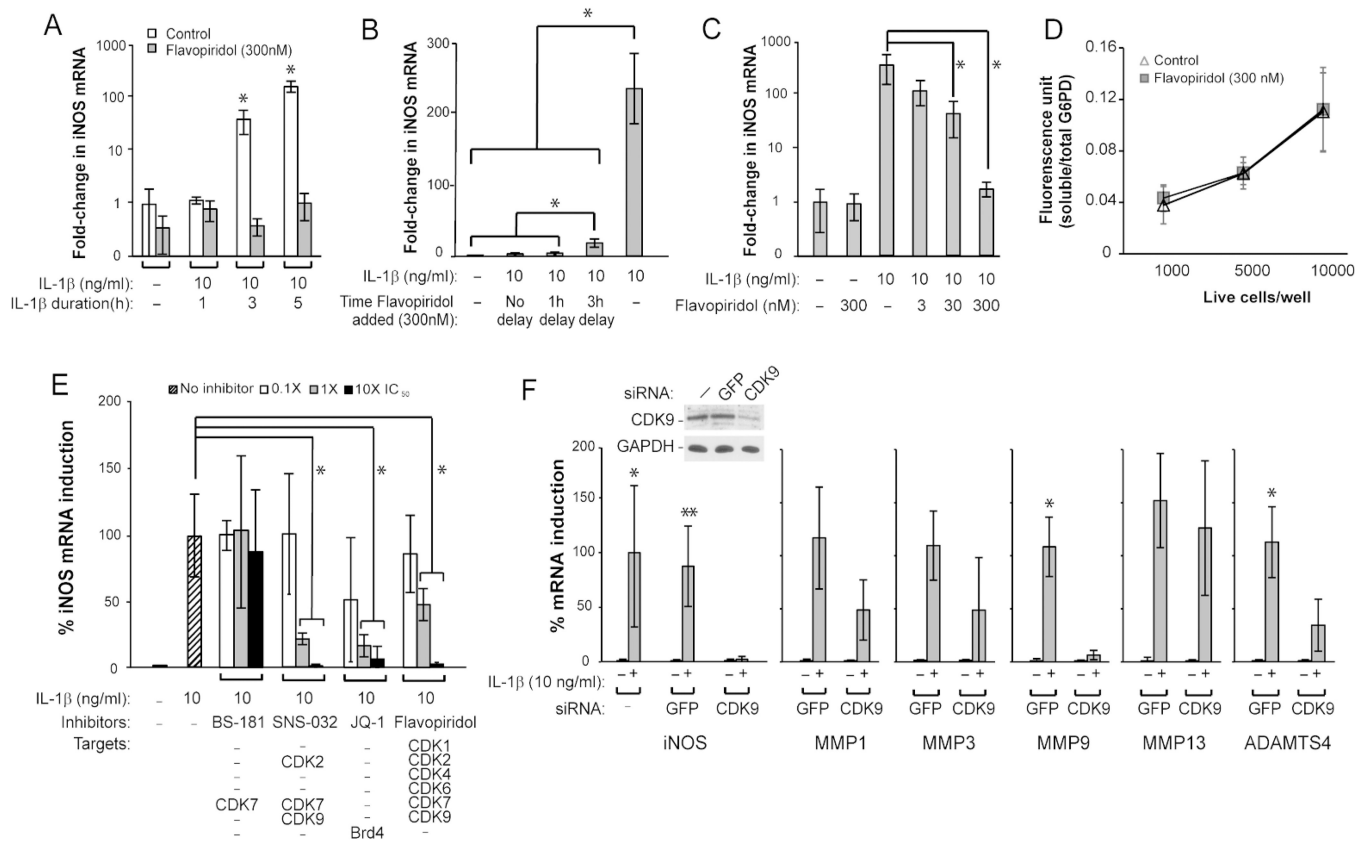 A
Control
Flavopiridol (300nM)
Fold-change in iNOS mRNA
1000
100
10
1
0
*
*
IL-1β (ng/ml): – 10 10 10
IL-1β duration(h): – 1 3 5
B
Fold-change in iNOS mRNA
300
200
100
0
*
*
IL-1β (ng/ml): – 10 10 10 10
Time Flavopiridol added (300nM): – No delay 1h delay 3h delay –
C
Fold-change in iNOS mRNA
1000
100
10
1
0
*
*
IL-1β (ng/ml): – – 10 10 10 10
Flavopiridol (nM): – 300 – 3 30 300
D
Fluorenscence unit
(soluble/total G6PD)
Control
Flavopiridol (300 nM)
0.16
0.12
0.08
0.04
0
1000 5000 10000
Live cells/well
E
No inhibitor 0.1X 1X 10X IC50
% iNOS mRNA induction
200
150
100
50
0
* * *
IL-1β (ng/ml): – 10 10 10 10 10
Inhibitors: – – BS-181 SNS-032 JQ-1 Flavopiridol
Targets: – – – CDK1
– CDK2 – CDK2
– – – CDK4
– – – CDK6
CDK7 CDK7 – CDK7
– CDK9 – CDK9
– – Brd4 –
F
siRNA: – GFP CDK9
CDK9 -
GAPDH -
% mRNA induction
200
150
100
50
0
* ** * *
IL-1β (10 ng/ml): – + – + – + – + – + – + – + – + – + – + – + – + – +
siRNA: – GFP CDK9 GFP CDK9 GFP CDK9 GFP CDK9 GFP CDK9 GFP CDK9
iNOS MMP1 MMP3 MMP9 MMP13 ADAMTS4